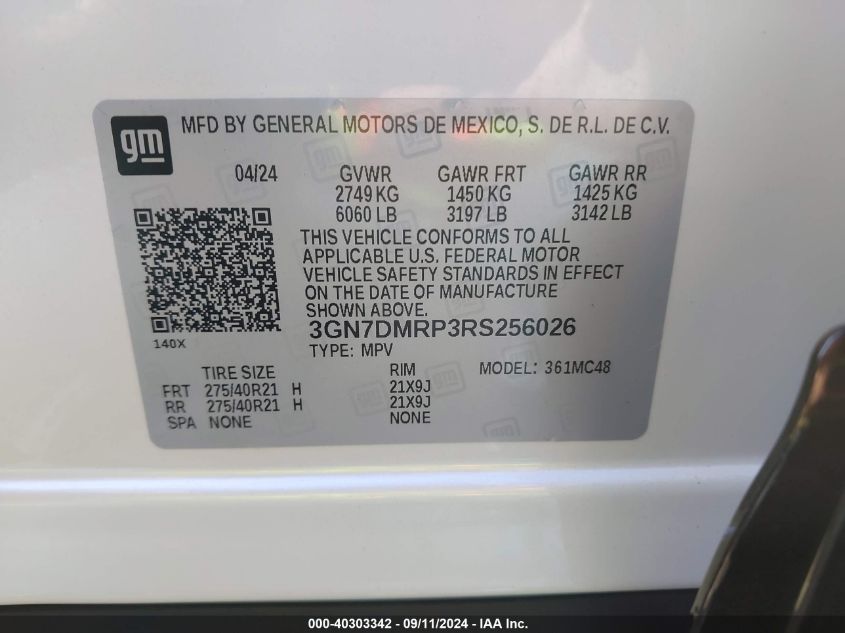 gm MFD BY GENERAL MOTORS DE MEXICO, S. DE R.L. DE C.V.
04/24 GVWR GAWR FRT GAWR RR
2749 KG 1450 KG 1425 KG
6060 LB 3197 LB 3142 LB
THIS VEHICLE CONFORMS TO ALL
APPLICABLE U.S. FEDERAL MOTOR
VEHICLE SAFETY STANDARDS IN EFFECT
ON THE DATE OF MANUFACTURE
SHOWN ABOVE.
3GN7DMRP3RS256026
140X
TYPE: MPV MODEL: 361MC48
TIRE SIZE RIM
FRT 275/40R21 H 21X9J
RR 275/40R21 H 21X9J
SPA NONE NONE
000-40303342 / 09/11/2024 - © IAA Inc.